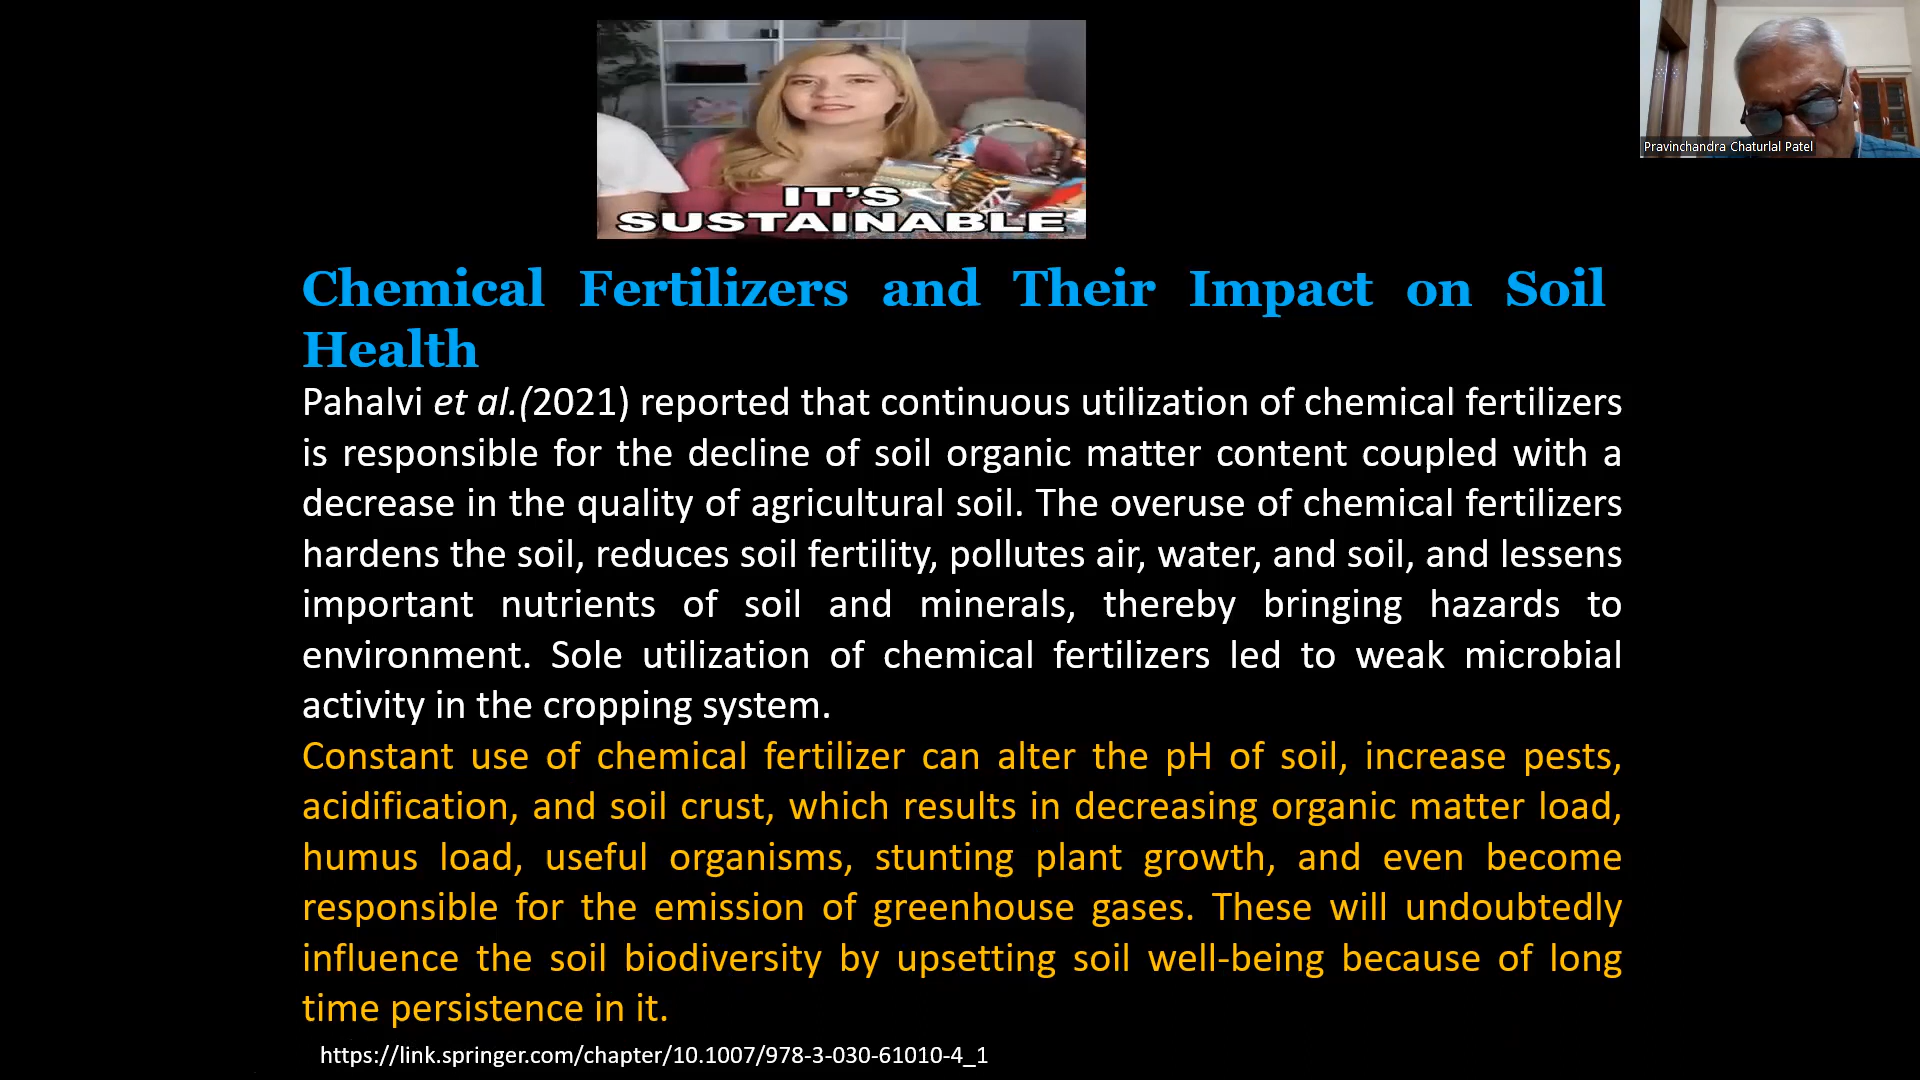 IT'S
SUSTAINABLE
Pravinchandra Chaturlal Patel
Chemical Fertilizers and Their Impact on Soil
Health
Pahalvi et al.(2021) reported that continuous utilization of chemical fertilizers
is responsible for the decline of soil organic matter content coupled with a
decrease in the quality of agricultural soil. The overuse of chemical fertilizers
hardens the soil, reduces soil fertility, pollutes air, water, and soil, and lessens
important nutrients of soil and minerals, thereby bringing hazards to
environment. Sole utilization of chemical fertilizers led to weak microbial
activity in the cropping system.
Constant use of chemical fertilizer can alter the pH of soil, increase pests,
acidification, and soil crust, which results in decreasing organic matter load,
humus load, useful organisms, stunting plant growth, and even become
responsible for the emission of greenhouse gases. These will undoubtedly
influence the soil biodiversity by upsetting soil well-being because of long
time persistence in it.
https://link.springer.com/chapter/10.1007/978-3-030-61010-4_1